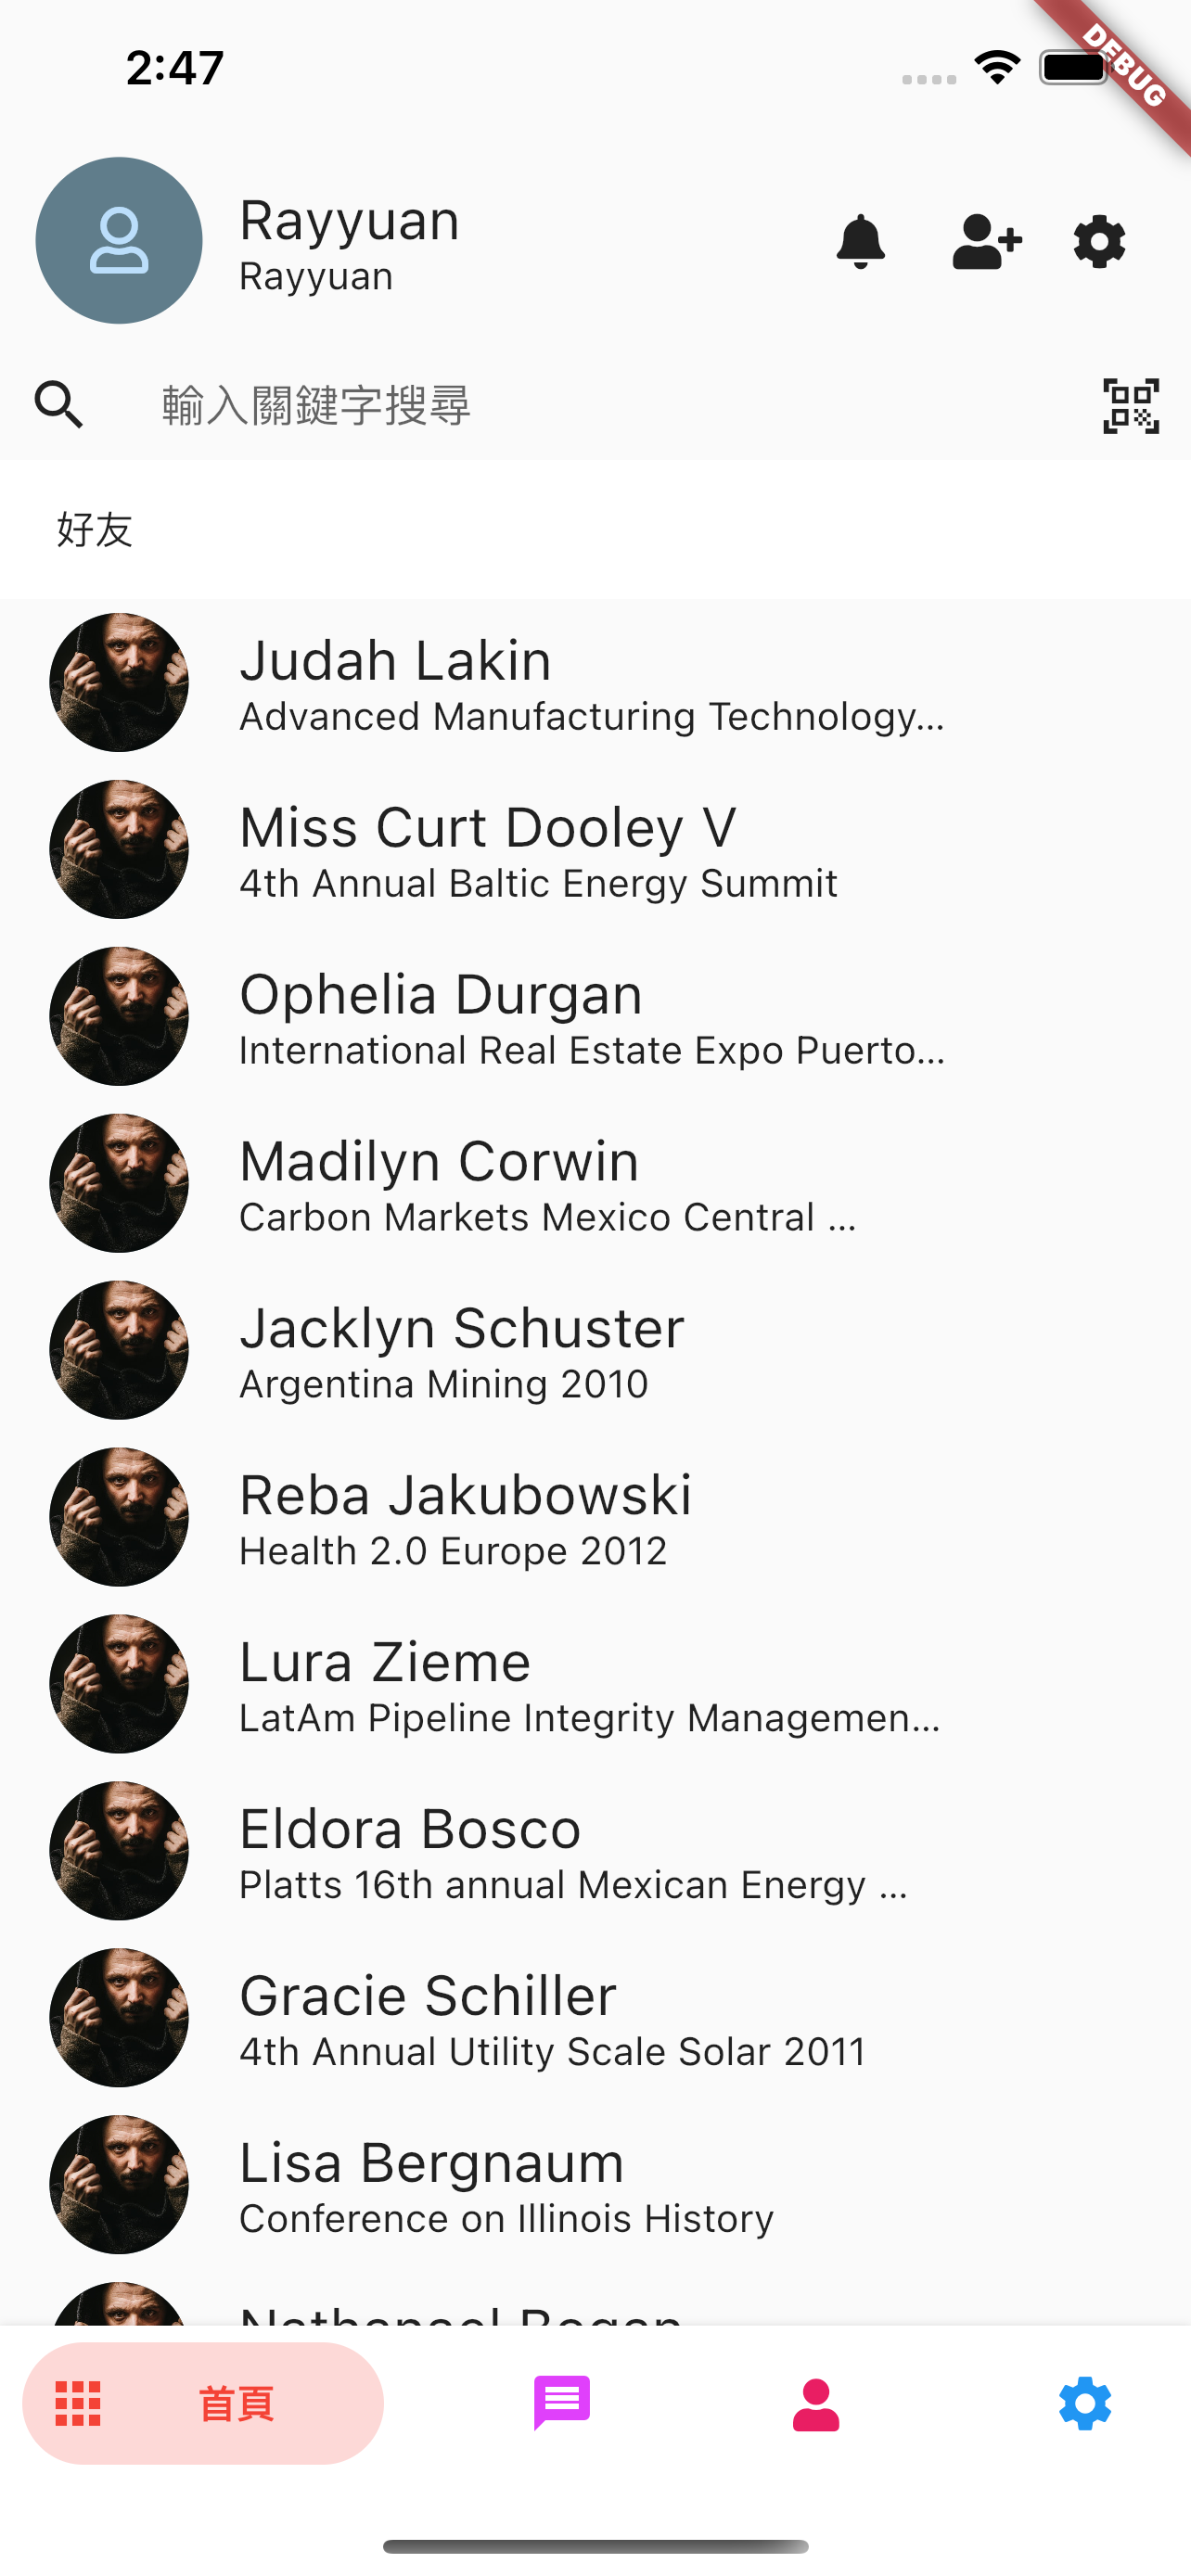 2:47
DEBUG
Rayyuan
Rayyuan
輸入關鍵字搜尋
好友
Judah Lakin
Advanced Manufacturing Technology...
Miss Curt Dooley V
4th Annual Baltic Energy Summit
Ophelia Durgan
International Real Estate Expo Puerto...
Madilyn Corwin
Carbon Markets Mexico Central ...
Jacklyn Schuster
Argentina Mining 2010
Reba Jakubowski
Health 2.0 Europe 2012
Lura Zieme
LatAm Pipeline Integrity Managemen...
Eldora Bosco
Platts 16th annual Mexican Energy ...
Gracie Schiller
4th Annual Utility Scale Solar 2011
Lisa Bergnaum
Conference on Illinois History
首頁